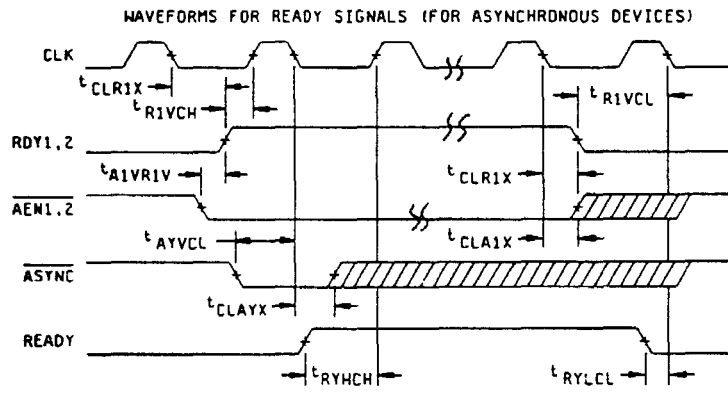 WAVEFORMS FOR READY SIGNALS (FOR ASYNCHRONOUS DEVICES)
CLK
tCLR1X
tR1VCH
tR1VCL
RDY1,2
tA1VR1V
tCLR1X
AEN1,2
tAYVCL
tCLA1X
ASYNC
tCLAYX
READY
tRYHCH
tRYLCL